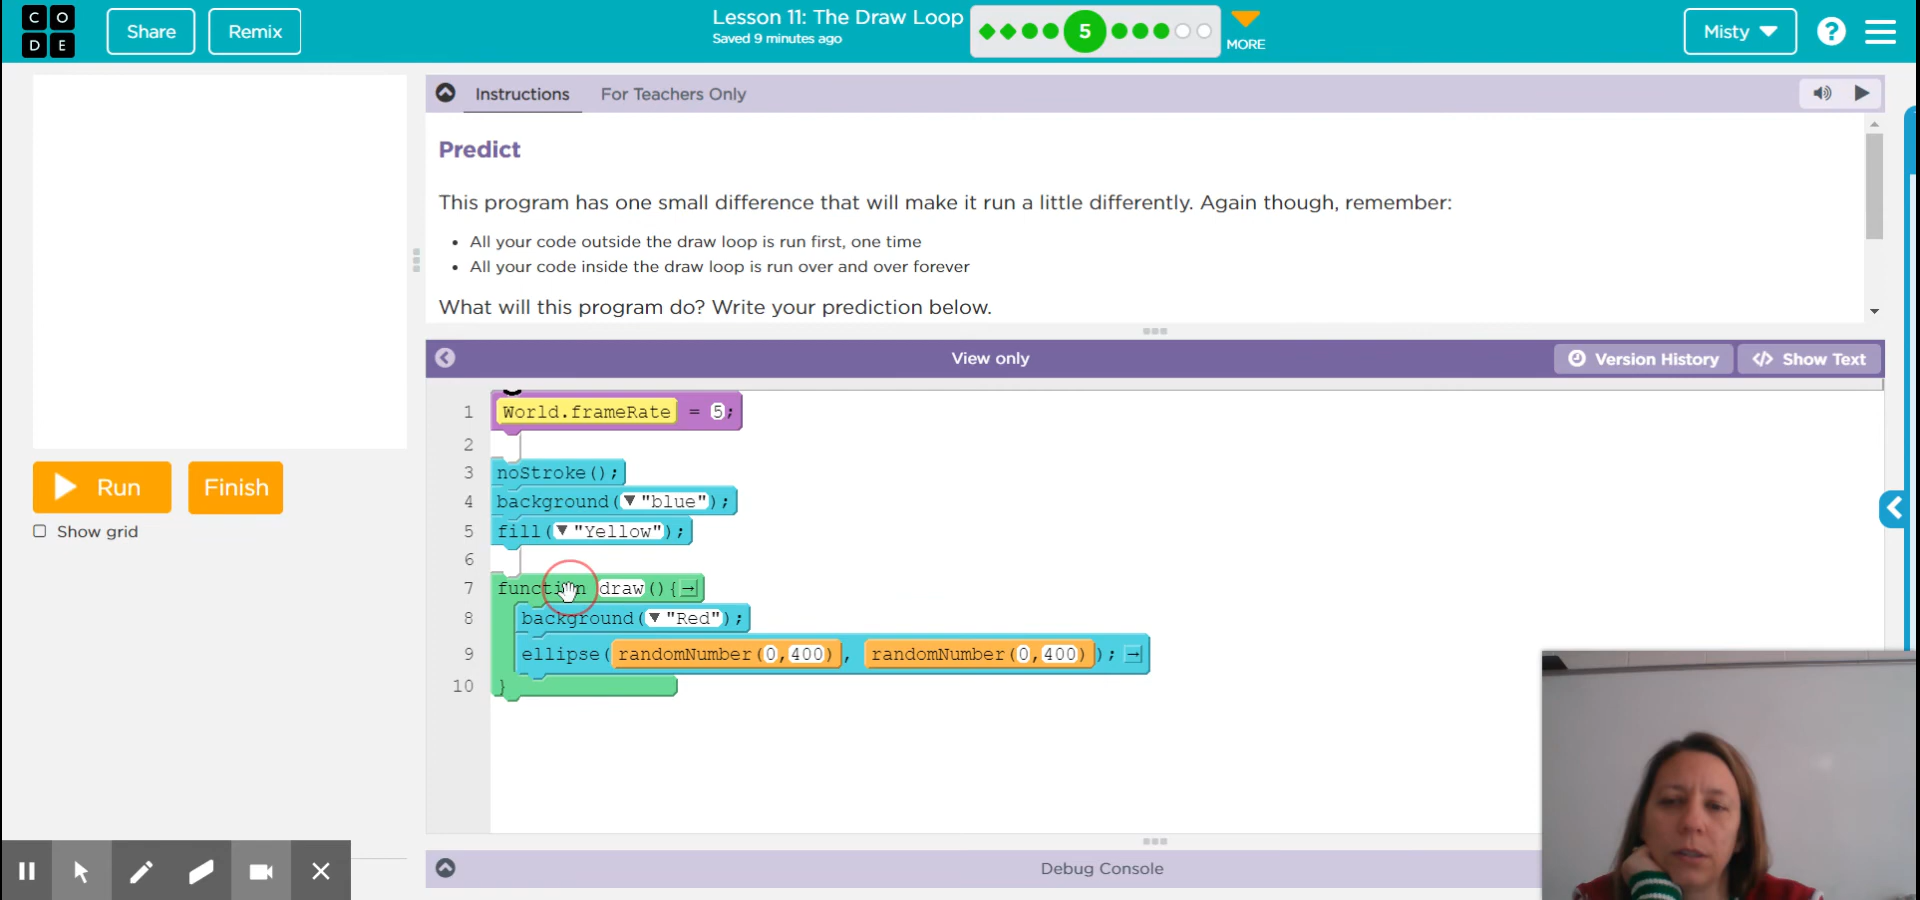 CODE
Share
Remix
Lesson 11: The Draw Loop
Saved 9 minutes ago
5
MORE
Misty
?
Instructions
For Teachers Only
Predict
This program has one small difference that will make it run a little differently. Again though, remember:
• All your code outside the draw loop is run first, one time
• All your code inside the draw loop is run over and over forever
What will this program do? Write your prediction below.
View only
Version History
</> Show Text
1 World.frameRate = 5;
2
3 noStroke();
4 background(▼"blue");
5 fill(▼"Yellow");
6
7 function draw(){→
8 background(▼"Red");
9 ellipse(randomNumber(0,400), randomNumber(0,400)); →
10 }
Run
Finish
Show grid
Debug Console